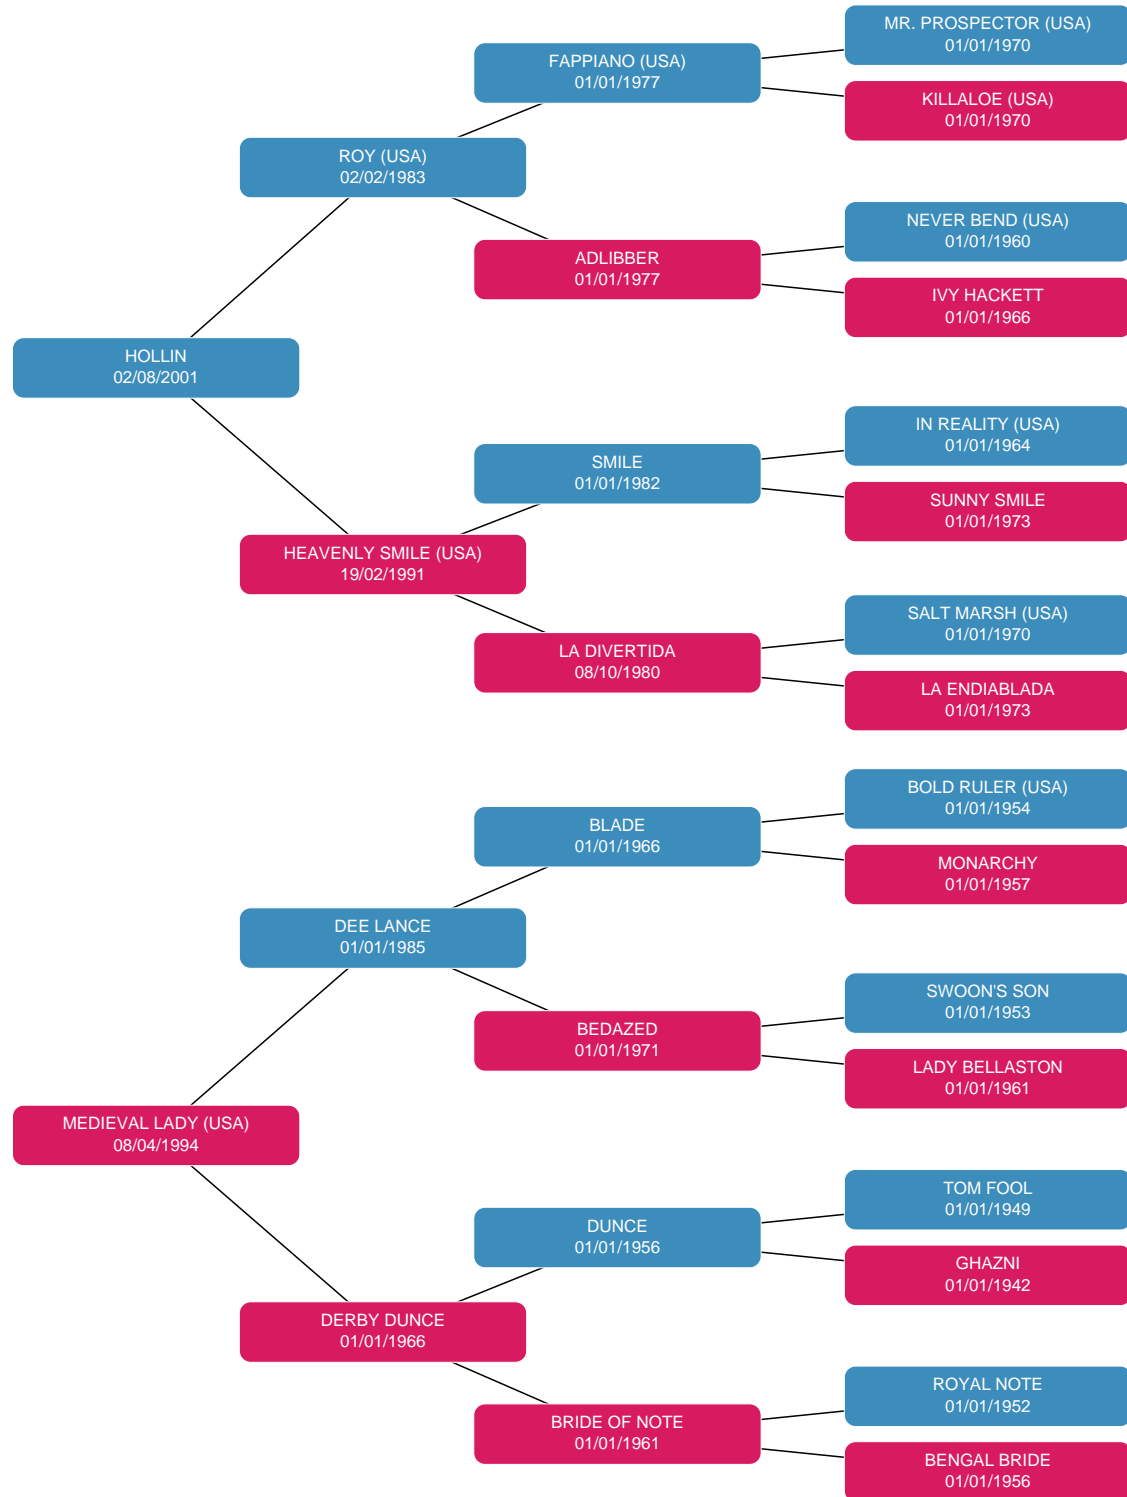 MR. PROSPECTOR (USA)
01/01/1970
FAPPIANO (USA)
01/01/1977
KILLALOE (USA)
01/01/1970
ROY (USA)
02/02/1983
NEVER BEND (USA)
01/01/1960
ADLIBBER
01/01/1977
IVY HACKETT
01/01/1966
HOLLIN
02/08/2001
IN REALITY (USA)
01/01/1964
SMILE
01/01/1982
SUNNY SMILE
01/01/1973
HEAVENLY SMILE (USA)
19/02/1991
SALT MARSH (USA)
01/01/1970
LA DIVERTIDA
08/10/1980
LA ENDIABLADA
01/01/1973
BOLD RULER (USA)
01/01/1954
BLADE
01/01/1966
MONARCHY
01/01/1957
DEE LANCE
01/01/1985
SWOON'S SON
01/01/1953
BEDAZED
01/01/1971
LADY BELLASTON
01/01/1961
MEDIEVAL LADY (USA)
08/04/1994
TOM FOOL
01/01/1949
DUNCE
01/01/1956
GHAZNI
01/01/1942
DERBY DUNCE
01/01/1966
ROYAL NOTE
01/01/1952
BRIDE OF NOTE
01/01/1961
BENGAL BRIDE
01/01/1956